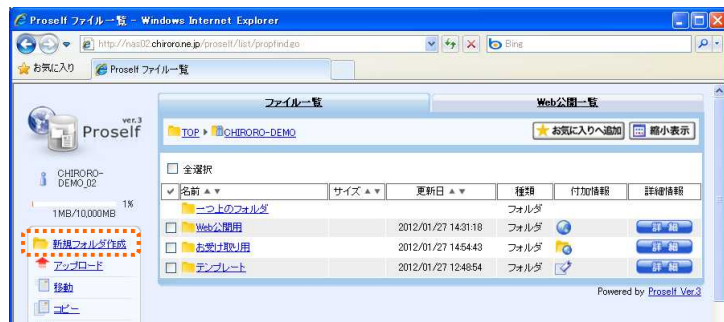 Proself ファイル一覧 - Windows Internet Explorer
http://nas02.chiroro.ne.jp/proself/list/propfind.go
Bing
お気に入り
Proself ファイル一覧
ver.3
Proself
CHIRORO-
DEMO_02
1%
1MB/10,000MB
新規フォルダ作成
アップロード
移動
コピー
ファイル一覧
Web公開一覧
TOP
CHIRORO-DEMO
お気に入りへ追加
縮小表示
全選択
名前 ▲▼ サイズ ▲▼ 更新日 ▲▼ 種類 付加情報 詳細情報
一つ上のフォルダ フォルダ
Web公開用 2012/01/27 14:31:18 フォルダ 詳細
お受け取り用 2012/01/27 14:54:43 フォルダ 詳細
テンプレート 2012/01/27 12:48:54 フォルダ 詳細
Powered by Proself Ver.3